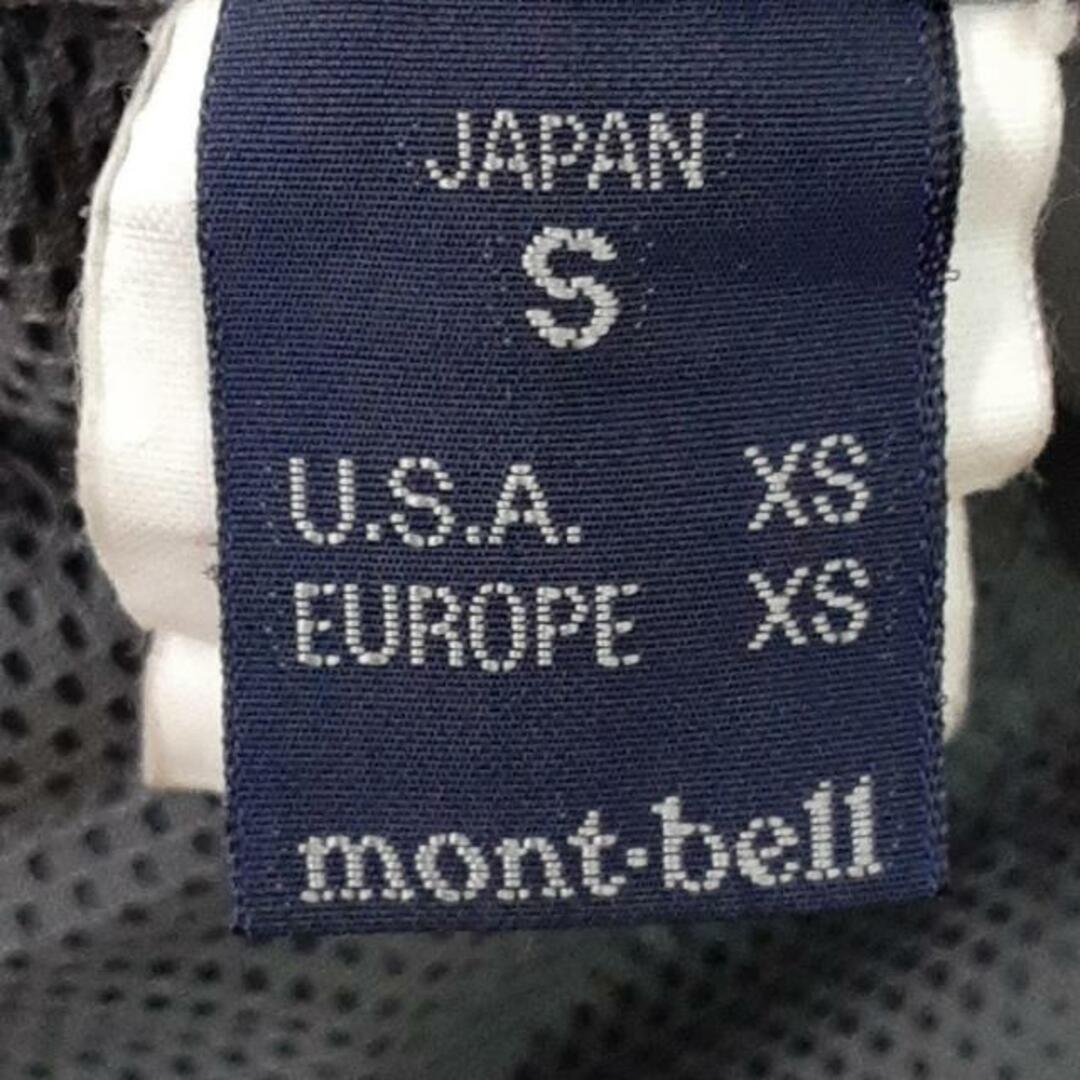 JAPAN
S
U.S.A. XS
EUROPE XS
mont-bell